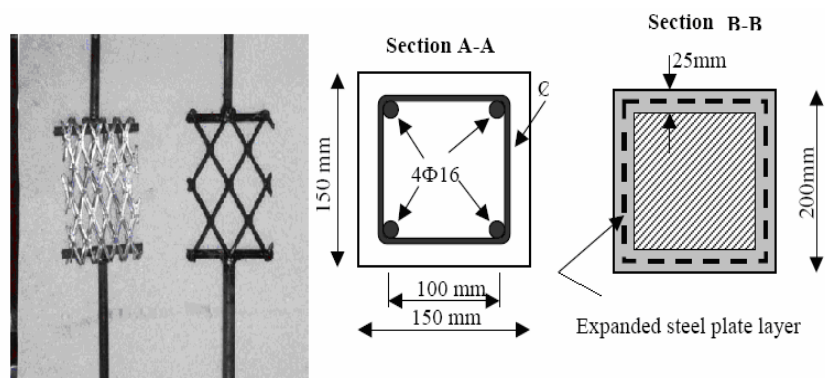 Section A-A
150 mm
4Φ16
100 mm
150 mm
Section B-B
25mm
200mm
Expanded steel plate layer